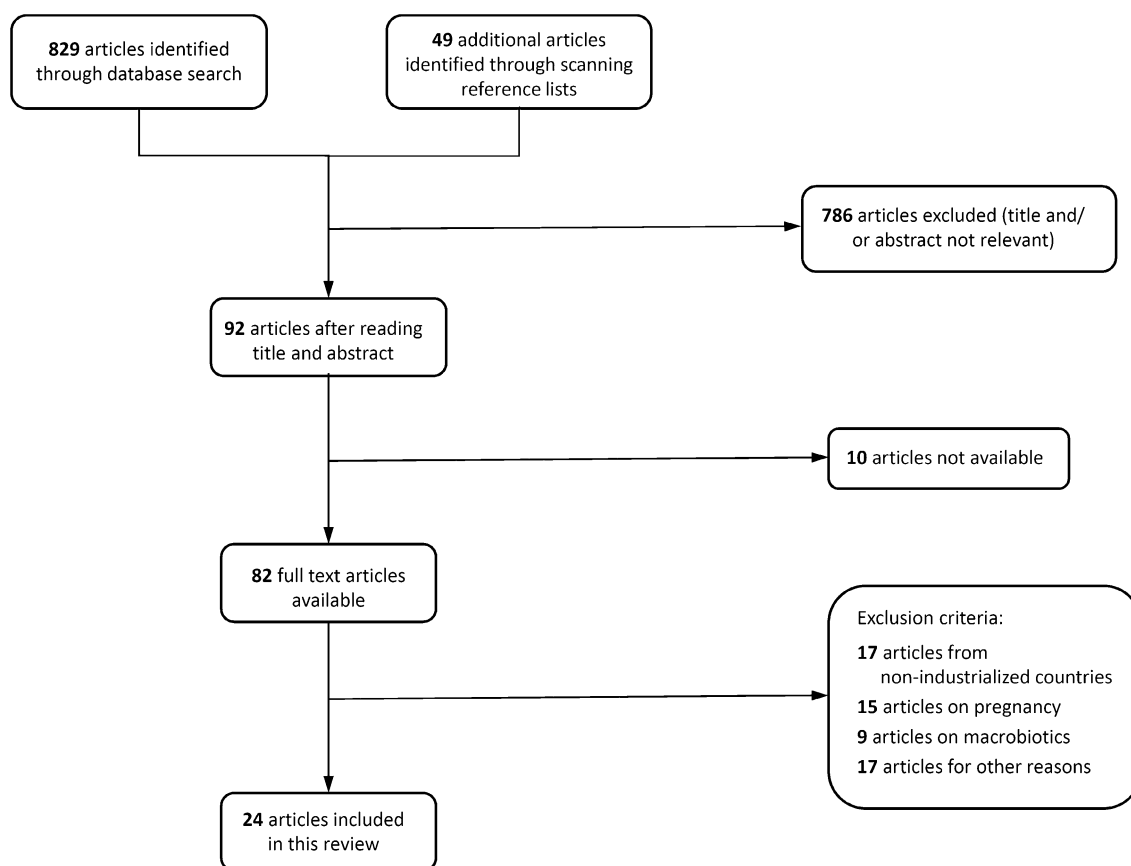 829 articles identified
through database search
49 additional articles
identified through scanning
reference lists
786 articles excluded (title and/
or abstract not relevant)
92 articles after reading
title and abstract
10 articles not available
82 full text articles
available
Exclusion criteria:
17 articles from
non-industrialized countries
15 articles on pregnancy
9 articles on macrobiotics
17 articles for other reasons
24 articles included
in this review